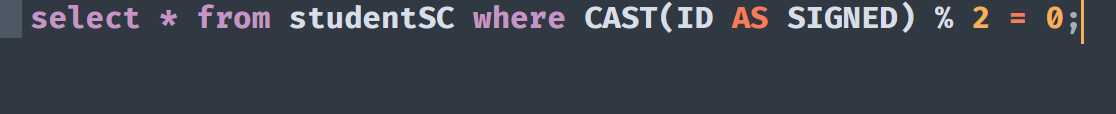 select * from studentSC where CAST(ID AS SIGNED) % 2 = 0;